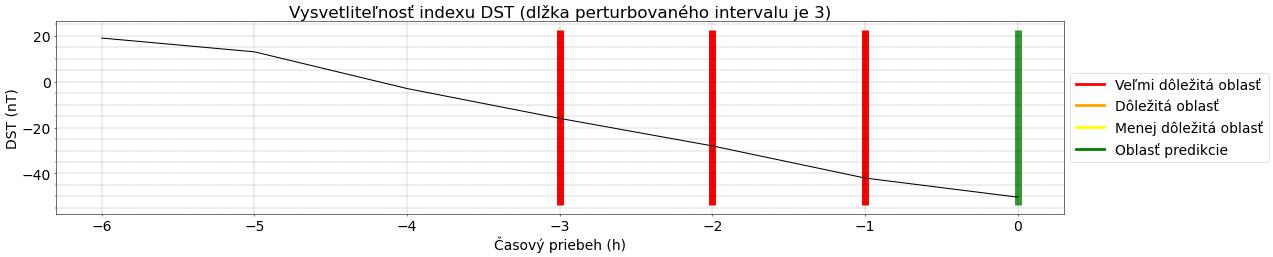 Vysvetliteľnosť indexu DST (dlžka perturbovaného intervalu je 3)
DST (nT)
20
0
−20
−40
−6
−5
−4
−3
−2
−1
0
Časový priebeh (h)
Veľmi dôležitá oblasť
Dôležitá oblasť
Menej dôležitá oblasť
Oblasť predikcie